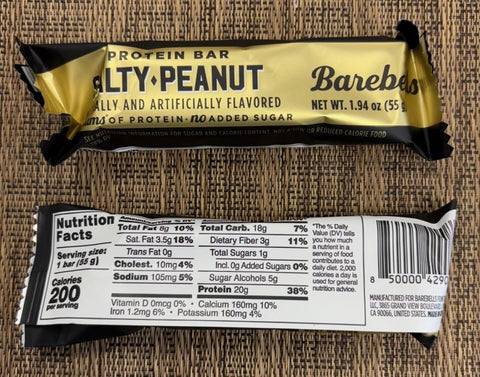 PROTEIN BAR
ALTY PEANUT
Barebells
ALLY AND ARTIFICIALLY FLAVORED
NET WT. 1.94 oz (55 g
OF PROTEIN - no ADDED SUGAR
INFORMATION FOR SUGAR AND CALORIE CONTENT. NOT A LOW OR REDUCED CALORIE FOOD
Nutrition Facts
Serving size:
1 bar (55 g)
Calories
200
per serving
Total Fat 8g 10%
Sat. Fat 3.5g 18%
Trans Fat 0g
Cholest. 10mg 4%
Sodium 105mg 5%
Total Carb. 18g 7%
Dietary Fiber 3g 11%
Total Sugars 1g
Incl. 0g Added Sugars 0%
Sugar Alcohols 5g
Protein 20g 38%
Vitamin D 0mcg 0% • Calcium 160mg 10%
Iron 1.2mg 6% • Potassium 160mg 4%
*The % Daily
Value (DV) tells
you how much
a nutrient in a
serving of food
contributes to a
daily diet. 2,000
calories a day is
used for general
nutrition advice.
8 50000 4290
MANUFACTURED FOR BAREBELLS
LLC, 3865 GRAND VIEW BOULEVARD
CA 90066, UNITED STATES.